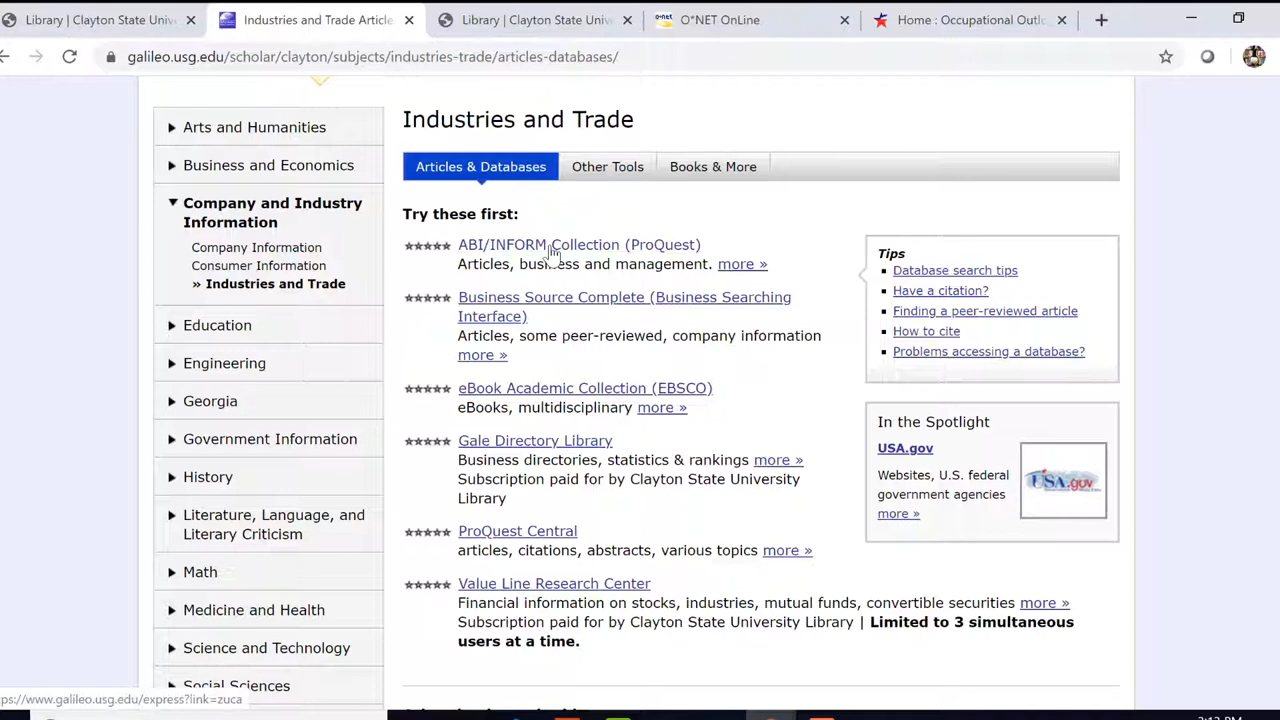 Library | Clayton State Unive
Industries and Trade Article
Library | Clayton State Univ
O*NET OnLine
Home : Occupational Outlo
galileo.usg.edu/scholar/clayton/subjects/industries-trade/articles-databases/
Arts and Humanities
Business and Economics
Company and Industry
Information
Company Information
Consumer Information
» Industries and Trade
Education
Engineering
Georgia
Government Information
History
Literature, Language, and
Literary Criticism
Math
Medicine and Health
Science and Technology
Social Sciences
Industries and Trade
Articles & Databases
Other Tools
Books & More
Try these first:
ABI/INFORM Collection (ProQuest)
Articles, business and management. more »
Business Source Complete (Business Searching
Interface)
Articles, some peer-reviewed, company information
more »
eBook Academic Collection (EBSCO)
eBooks, multidisciplinary more »
Gale Directory Library
Business directories, statistics & rankings more »
Subscription paid for by Clayton State University
Library
ProQuest Central
articles, citations, abstracts, various topics more »
Value Line Research Center
Financial information on stocks, industries, mutual funds, convertible securities more »
Subscription paid for by Clayton State University Library | Limited to 3 simultaneous
users at a time.
Tips
Database search tips
Have a citation?
Finding a peer-reviewed article
How to cite
Problems accessing a database?
In the Spotlight
USA.gov
Websites, U.S. federal
government agencies
more »
USA.gov
ps://www.galileo.usg.edu/express?link=zuca